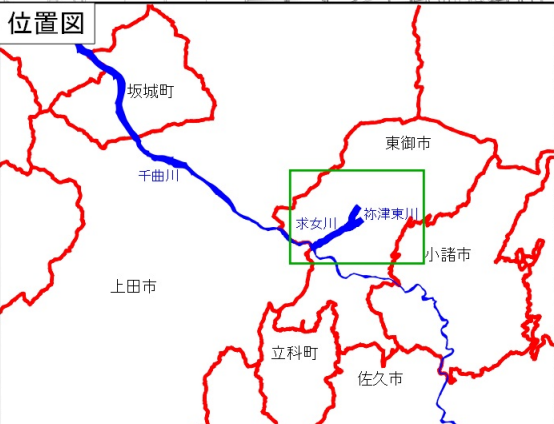 位置図
坂城町
東御市
千曲川
求女川
祢津東川
小諸市
上田市
立科町
佐久市